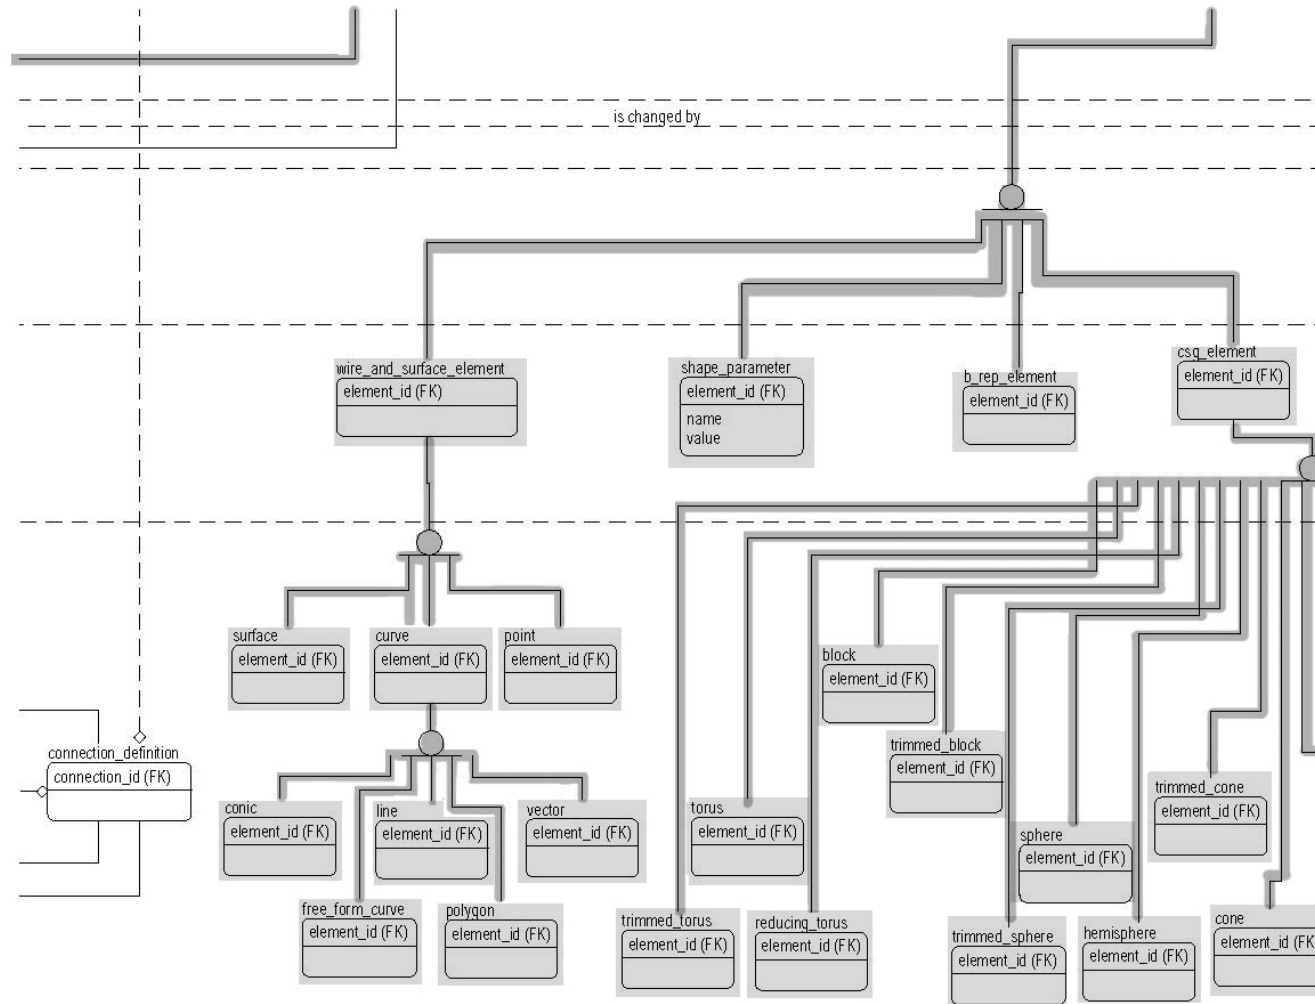 is changed by
wire_and_surface_element
element_id (FK)
shape_parameter
element_id (FK)
name
value
b_rep_element
element_id (FK)
csg_element
element_id (FK)
surface
element_id (FK)
curve
element_id (FK)
point
element_id (FK)
block
element_id (FK)
trimmed_block
element_id (FK)
connection_definition
connection_id (FK)
conic
element_id (FK)
line
element_id (FK)
vector
element_id (FK)
torus
element_id (FK)
sphere
element_id (FK)
trimmed_cone
element_id (FK)
free_form_curve
element_id (FK)
polygon
element_id (FK)
trimmed_torus
element_id (FK)
reducing_torus
element_id (FK)
trimmed_sphere
element_id (FK)
hemisphere
element_id (FK)
cone
element_id (FK)